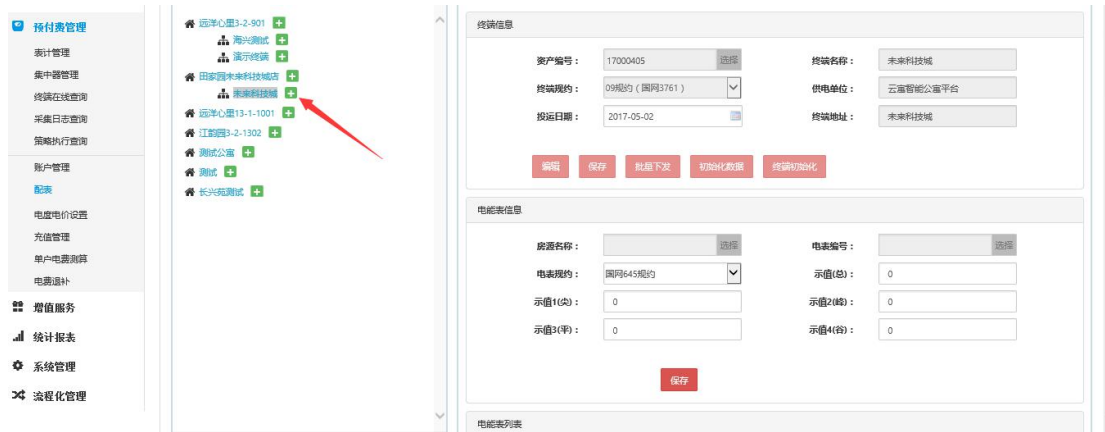 预付费管理
表计管理
集中器管理
终端在线查询
采集日志查询
策略执行查询
账户管理
配表
电度电价设置
充值管理
单户电费测算
电费退补
增值服务
统计报表
系统管理
流程化管理
远洋心里3-2-901
海兴测试
演示终端
田家园未来科技城店
未来科技城
远洋心里13-1-1001
江韵园3-2-1302
测试公寓
测试
长兴苑测试
终端信息
资产编号： 17000405 选择 终端名称： 未来科技城
终端规约： 09规约（国网3761） 供电单位： 云寓智能公寓平台
投运日期： 2017-05-02 终端地址： 未来科技城
编辑 保存 批量下发 初始化数据 终端初始化
电能表信息
房源名称： 选择 电表编号： 选择
电表规约： 国网645规约 示值(总)： 0
示值1(尖)： 0 示值2(峰)： 0
示值3(平)： 0 示值4(谷)： 0
保存
电能表列表